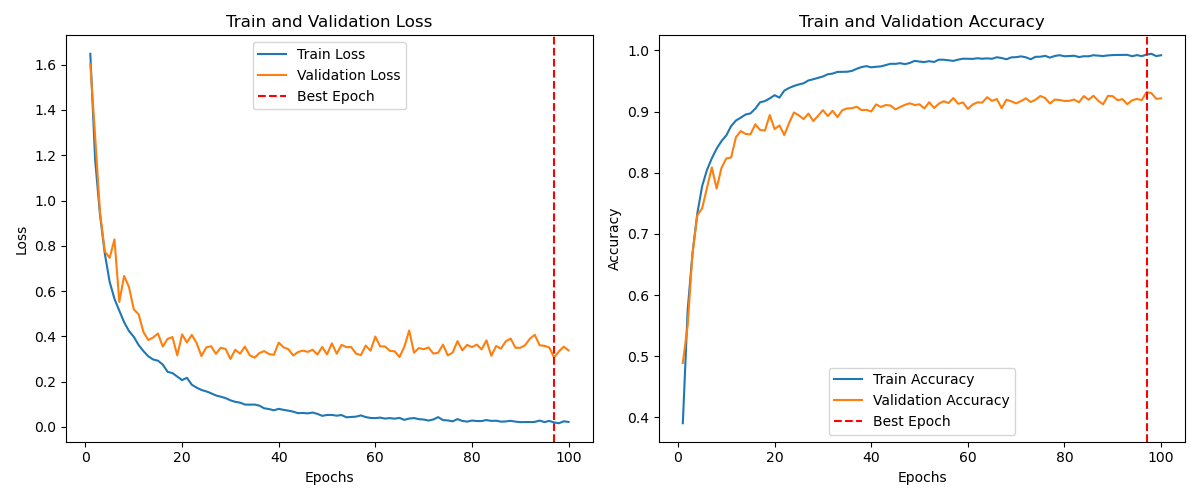 Train and Validation Loss
Train Loss
Validation Loss
Best Epoch
1.6
1.4
1.2
1.0
0.8
0.6
0.4
0.2
0.0
Loss
0 20 40 60 80 100
Epochs
Train and Validation Accuracy
1.0
0.9
0.8
0.7
0.6
0.5
0.4
Accuracy
Train Accuracy
Validation Accuracy
Best Epoch
0 20 40 60 80 100
Epochs